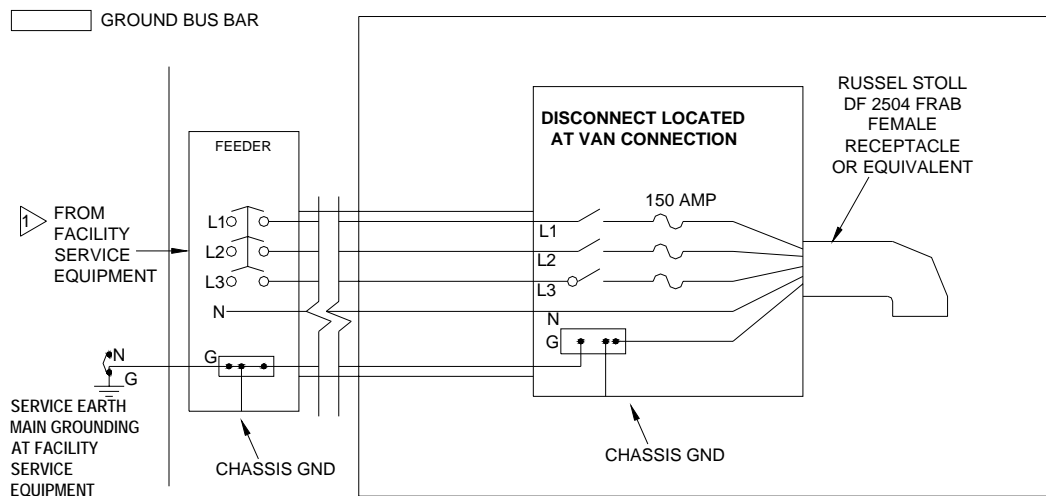 GROUND BUS BAR
RUSSEL STOLL
DF 2504 FRAB
FEMALE
RECEPTACLE
OR EQUIVALENT
DISCONNECT LOCATED
AT VAN CONNECTION
FEEDER
150 AMP
1
FROM
FACILITY
SERVICE
EQUIPMENT
L1
L2
L3
N
G
L1
L2
L3
N
G
N
G
SERVICE EARTH
MAIN GROUNDING
AT FACILITY
SERVICE
EQUIPMENT
CHASSIS GND
CHASSIS GND